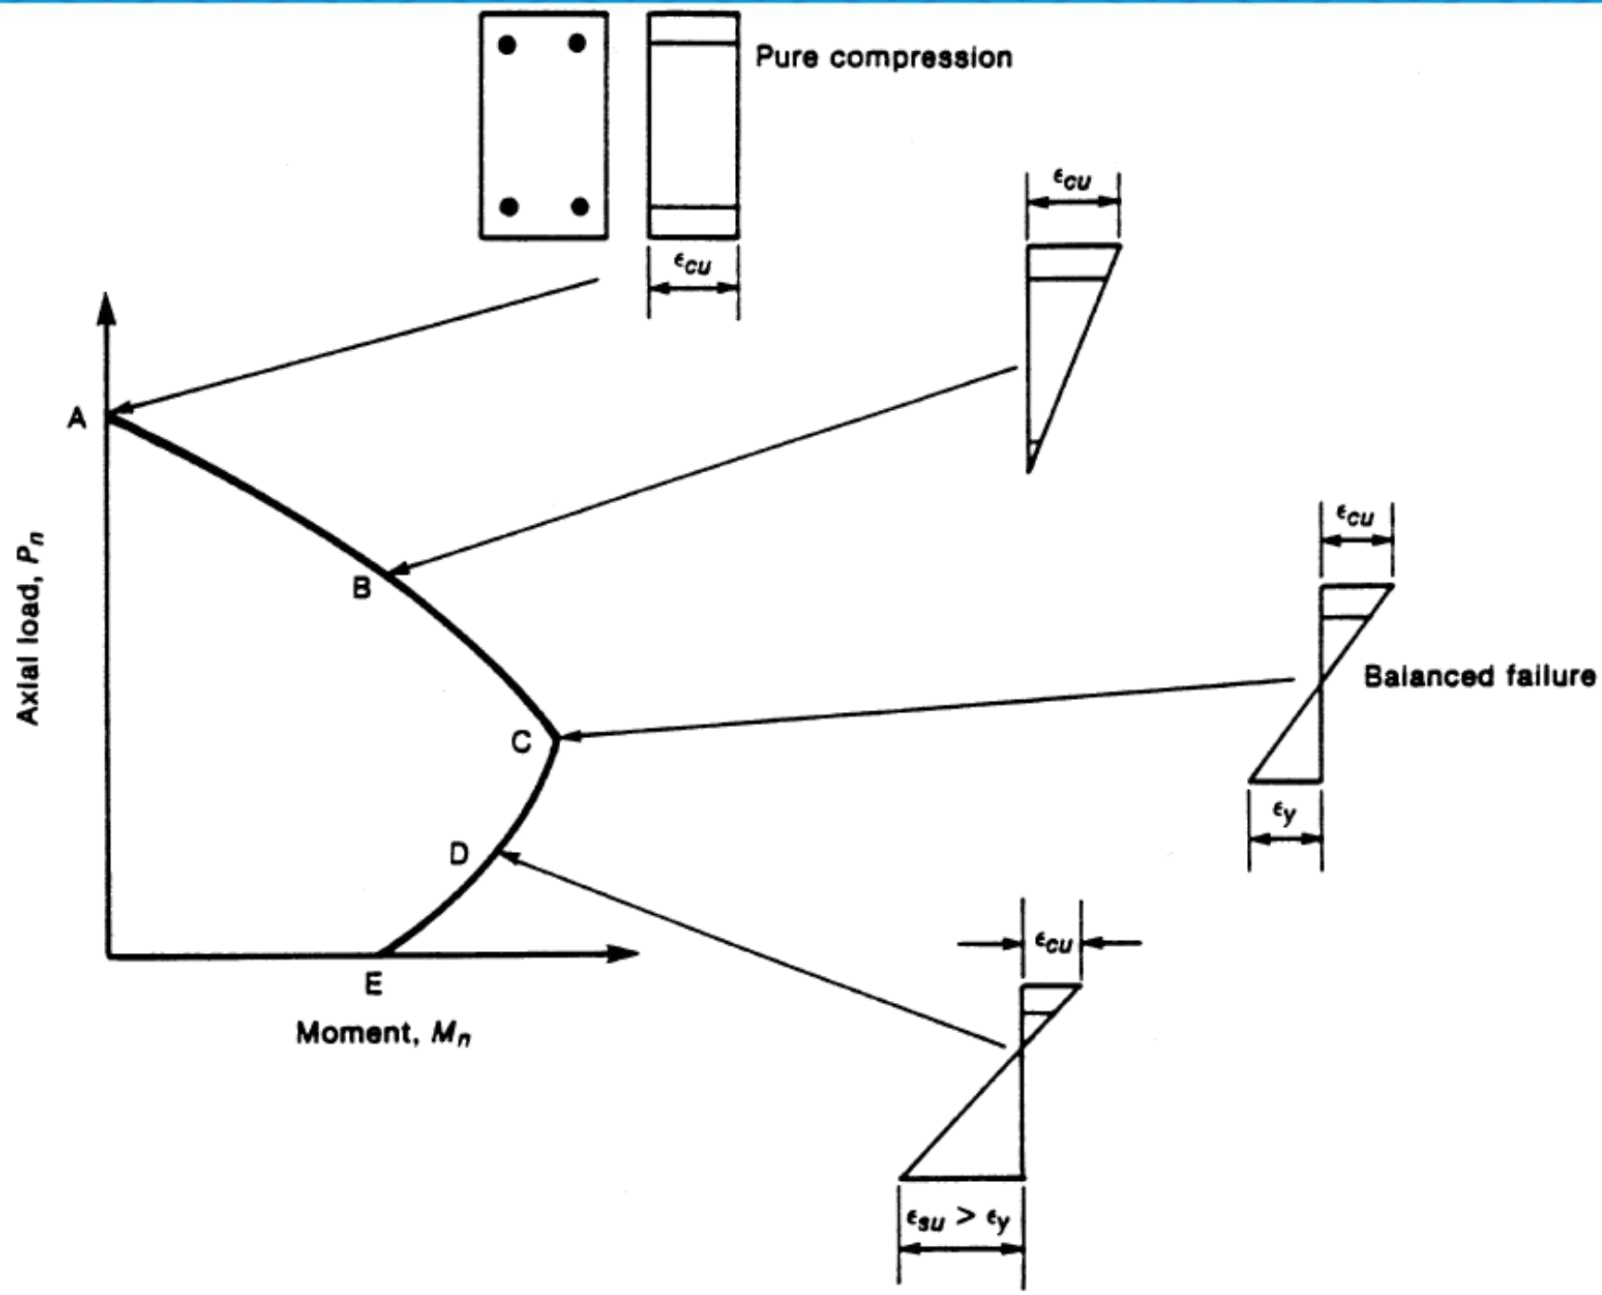 Pure compression
ϵcu
ϵcu
A
B
ϵcu
Axial load, Pn
C
Balanced failure
ϵy
D
ϵcu
E
Moment, Mn
ϵsu > ϵy